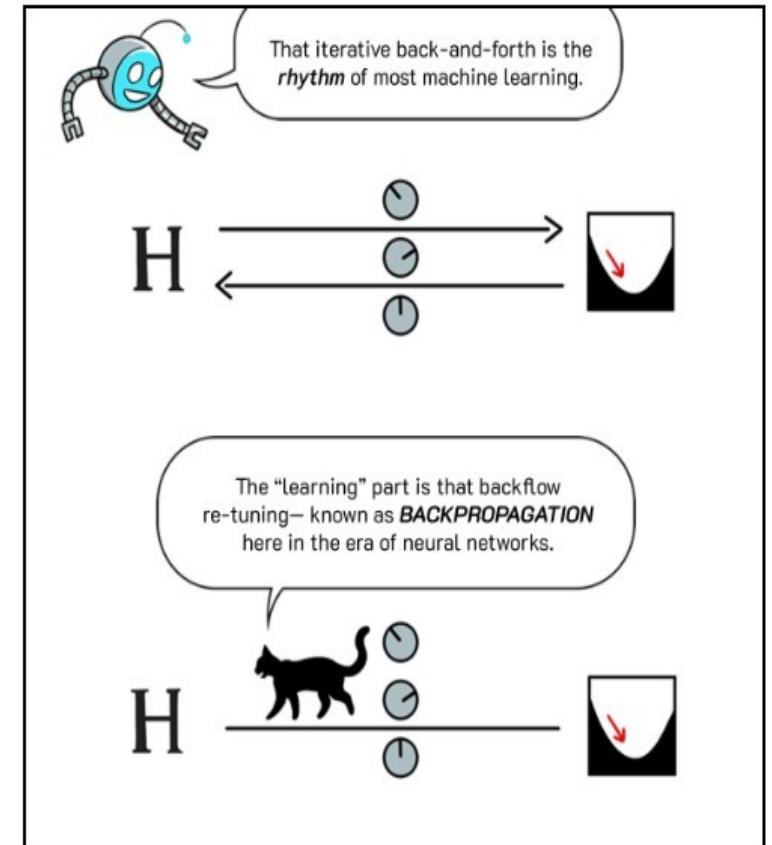 That iterative back-and-forth is the
rhythm of most machine learning.
H
The “learning” part is that backflow
re-tuning— known as BACKPROPAGATION
here in the era of neural networks.
H